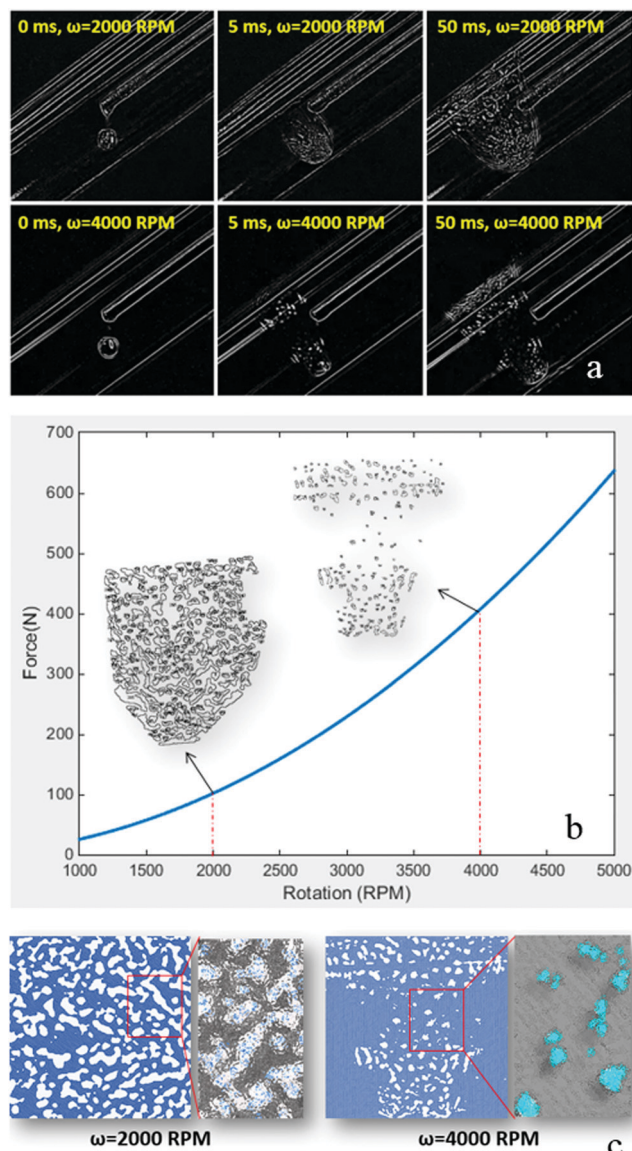 0 ms, ω=2000 RPM
5 ms, ω=2000 RPM
50 ms, ω=2000 RPM
0 ms, ω=4000 RPM
5 ms, ω=4000 RPM
50 ms, ω=4000 RPM
a
700
600
500
400
300
200
100
0
Force(N)
1000
1500
2000
2500
3000
3500
4000
4500
5000
Rotation (RPM)
b
ω=2000 RPM
ω=4000 RPM
c